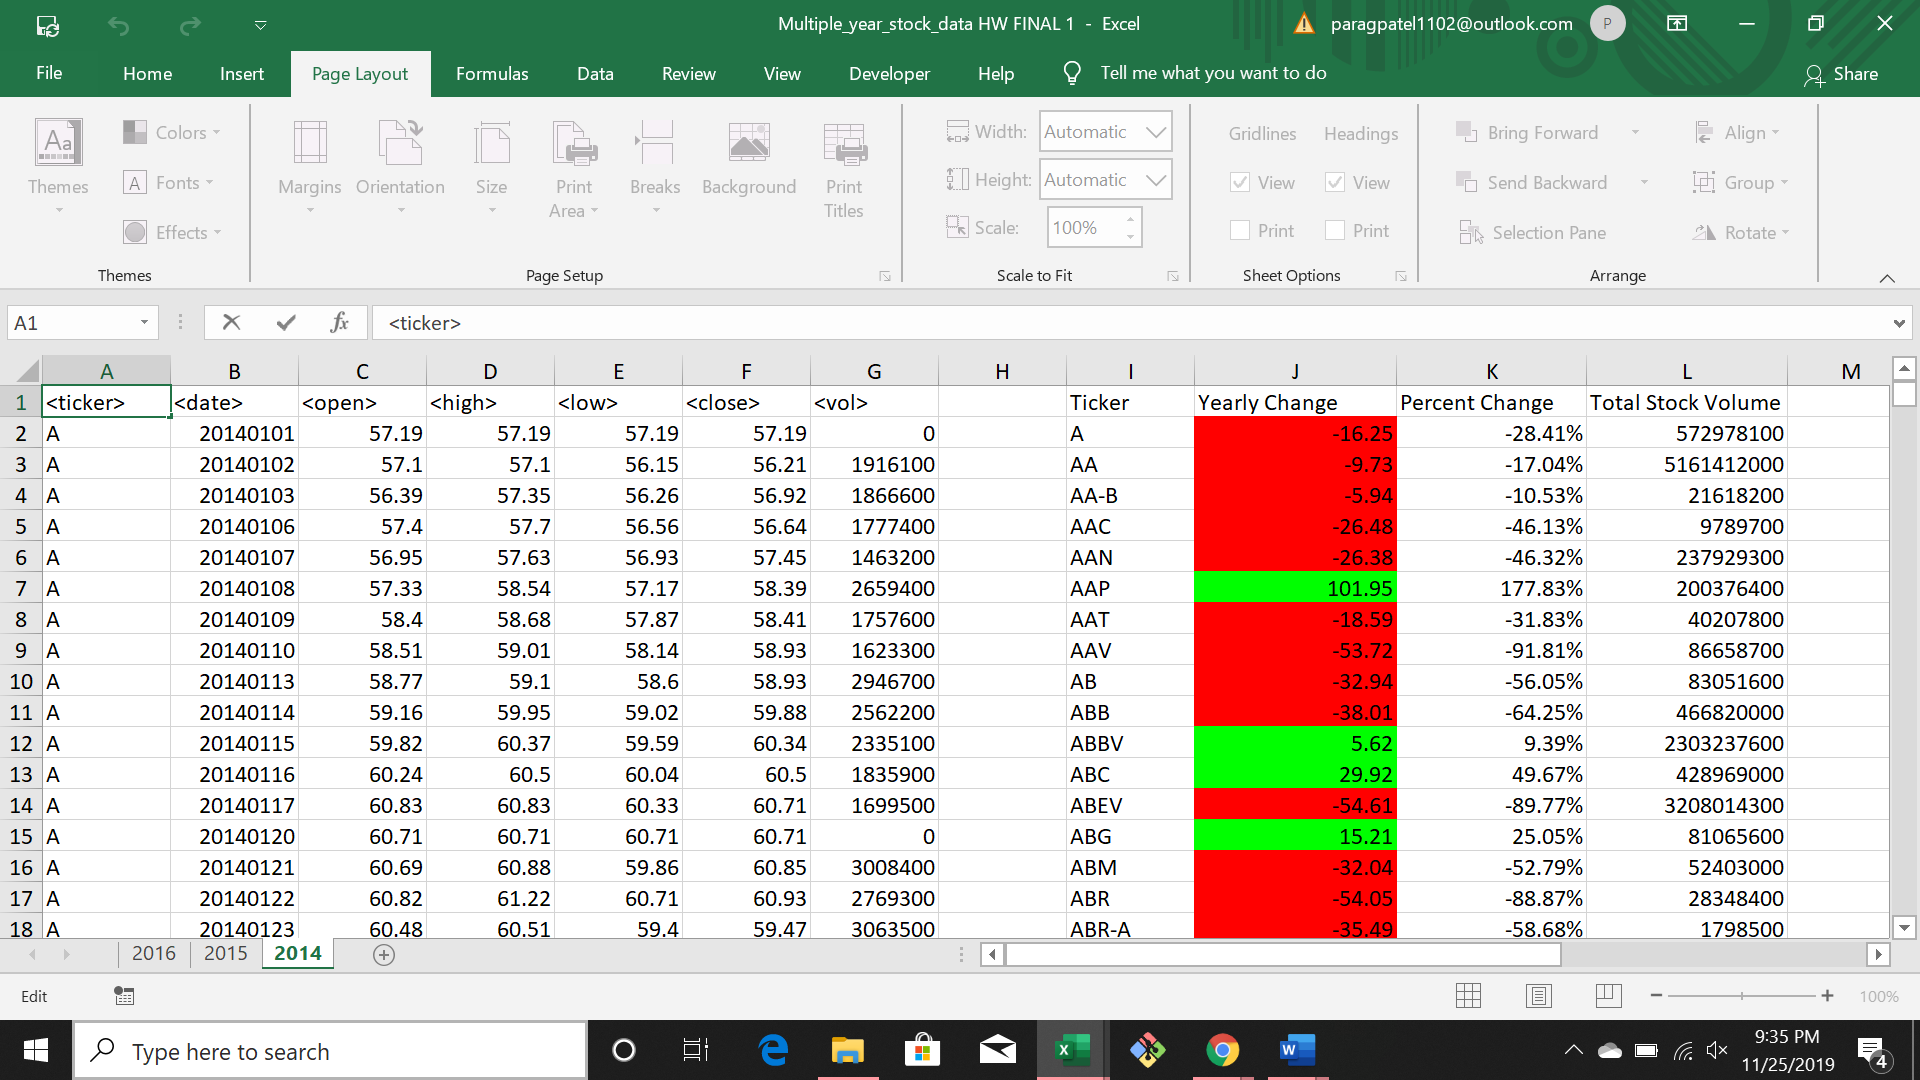 Multiple_year_stock_data HW FINAL 1 - Excel
paragpatel1102@outlook.com P
File Home Insert Page Layout Formulas Data Review View Developer Help Tell me what you want to do Share
Themes Colors Fonts Effects
Themes
Margins Orientation Size Print Area Breaks Background Print Titles
Page Setup
Width: Automatic
Height: Automatic
Scale: 100%
Scale to Fit
Gridlines Headings
View View
Print Print
Sheet Options
Bring Forward Align
Send Backward Group
Selection Pane Rotate
Arrange
A1 fx <ticker>
A B C D E F G H I J K L M
1 <ticker> <date> <open> <high> <low> <close> <vol> Ticker Yearly Change Percent Change Total Stock Volume
2 A 20140101 57.19 57.19 57.19 57.19 0 A -16.25 -28.41% 572978100
3 A 20140102 57.1 57.1 56.15 56.21 1916100 AA -9.73 -17.04% 5161412000
4 A 20140103 56.39 57.35 56.26 56.92 1866600 AA-B -5.94 -10.53% 21618200
5 A 20140106 57.4 57.7 56.56 56.64 1777400 AAC -26.48 -46.13% 9789700
6 A 20140107 56.95 57.63 56.93 57.45 1463200 AAN -26.38 -46.32% 237929300
7 A 20140108 57.33 58.54 57.17 58.39 2659400 AAP 101.95 177.83% 200376400
8 A 20140109 58.4 58.68 57.87 58.41 1757600 AAT -18.59 -31.83% 40207800
9 A 20140110 58.51 59.01 58.14 58.93 1623300 AAV -53.72 -91.81% 86658700
10 A 20140113 58.77 59.1 58.6 58.93 2946700 AB -32.94 -56.05% 83051600
11 A 20140114 59.16 59.95 59.02 59.88 2562200 ABB -38.01 -64.25% 466820000
12 A 20140115 59.82 60.37 59.59 60.34 2335100 ABBV 5.62 9.39% 2303237600
13 A 20140116 60.24 60.5 60.04 60.5 1835900 ABC 29.92 49.67% 428969000
14 A 20140117 60.83 60.83 60.33 60.71 1699500 ABEV -54.61 -89.77% 3208014300
15 A 20140120 60.71 60.71 60.71 60.71 0 ABG 15.21 25.05% 81065600
16 A 20140121 60.69 60.88 59.86 60.85 3008400 ABM -32.04 -52.79% 52403000
17 A 20140122 60.82 61.22 60.71 60.93 2769300 ABR -54.05 -88.87% 28348400
18 A 20140123 60.48 60.51 59.4 59.47 3063500 ABR-A -35.49 -58.68% 1798500
2016 2015 2014
Edit 100%
Type here to search
9:35 PM
11/25/2019
4